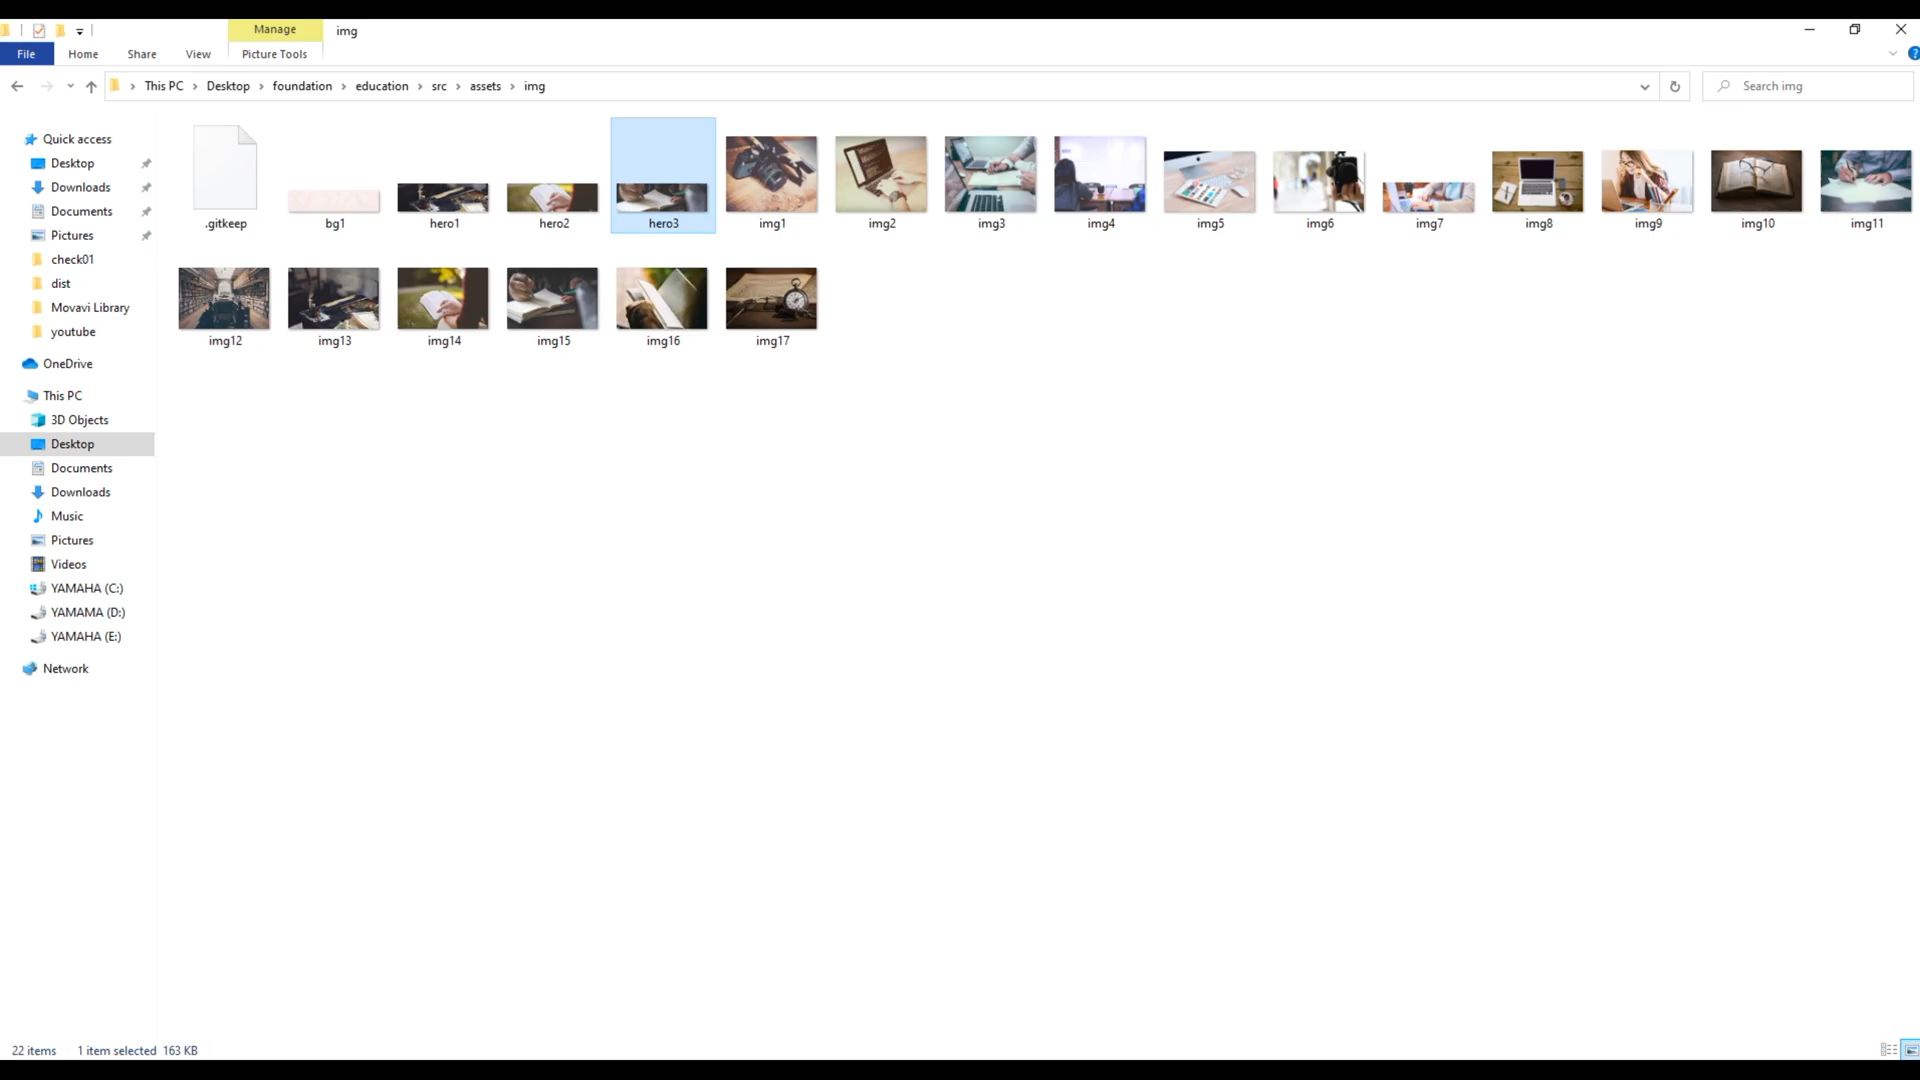 Manage
img
File
Home
Share
View
Picture Tools
This PC
Desktop
foundation
education
src
assets
img
Search img
Quick access
Desktop
Downloads
Documents
Pictures
check01
dist
Movavi Library
youtube
OneDrive
This PC
3D Objects
Desktop
Documents
Downloads
Music
Pictures
Videos
YAMAHA (C:)
YAMAMA (D:)
YAMAHA (E:)
Network
.gitkeep
bg1
hero1
hero2
hero3
img1
img2
img3
img4
img5
img6
img7
img8
img9
img10
img11
img12
img13
img14
img15
img16
img17
22 items
1 item selected 163 KB